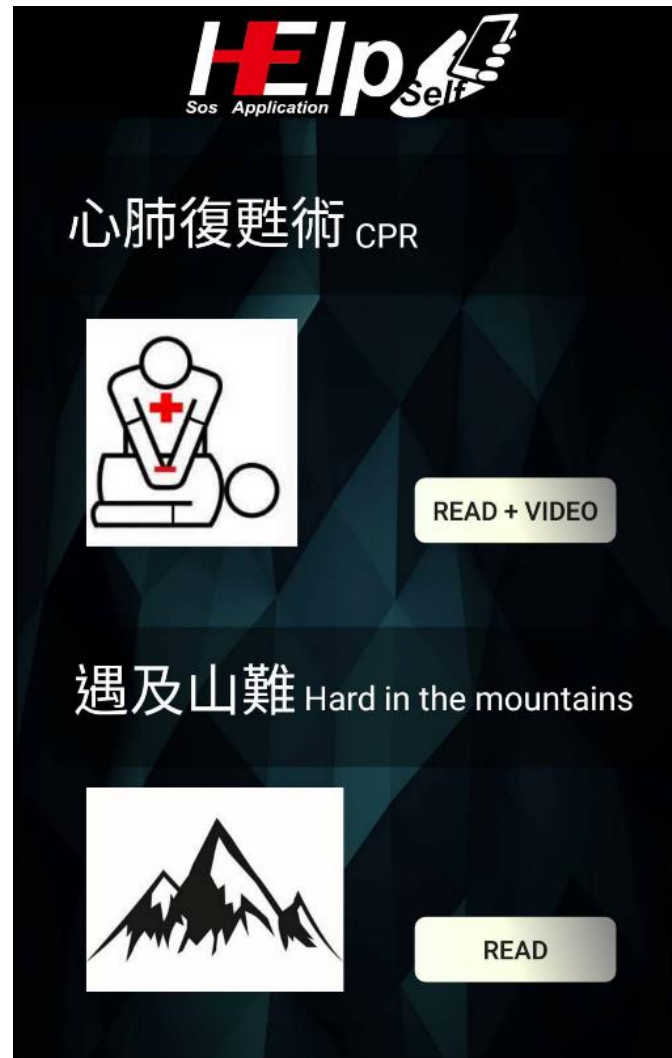 HElp
Sos Application Self
心肺復甦術 CPR
READ + VIDEO
遇及山難 Hard in the mountains
READ